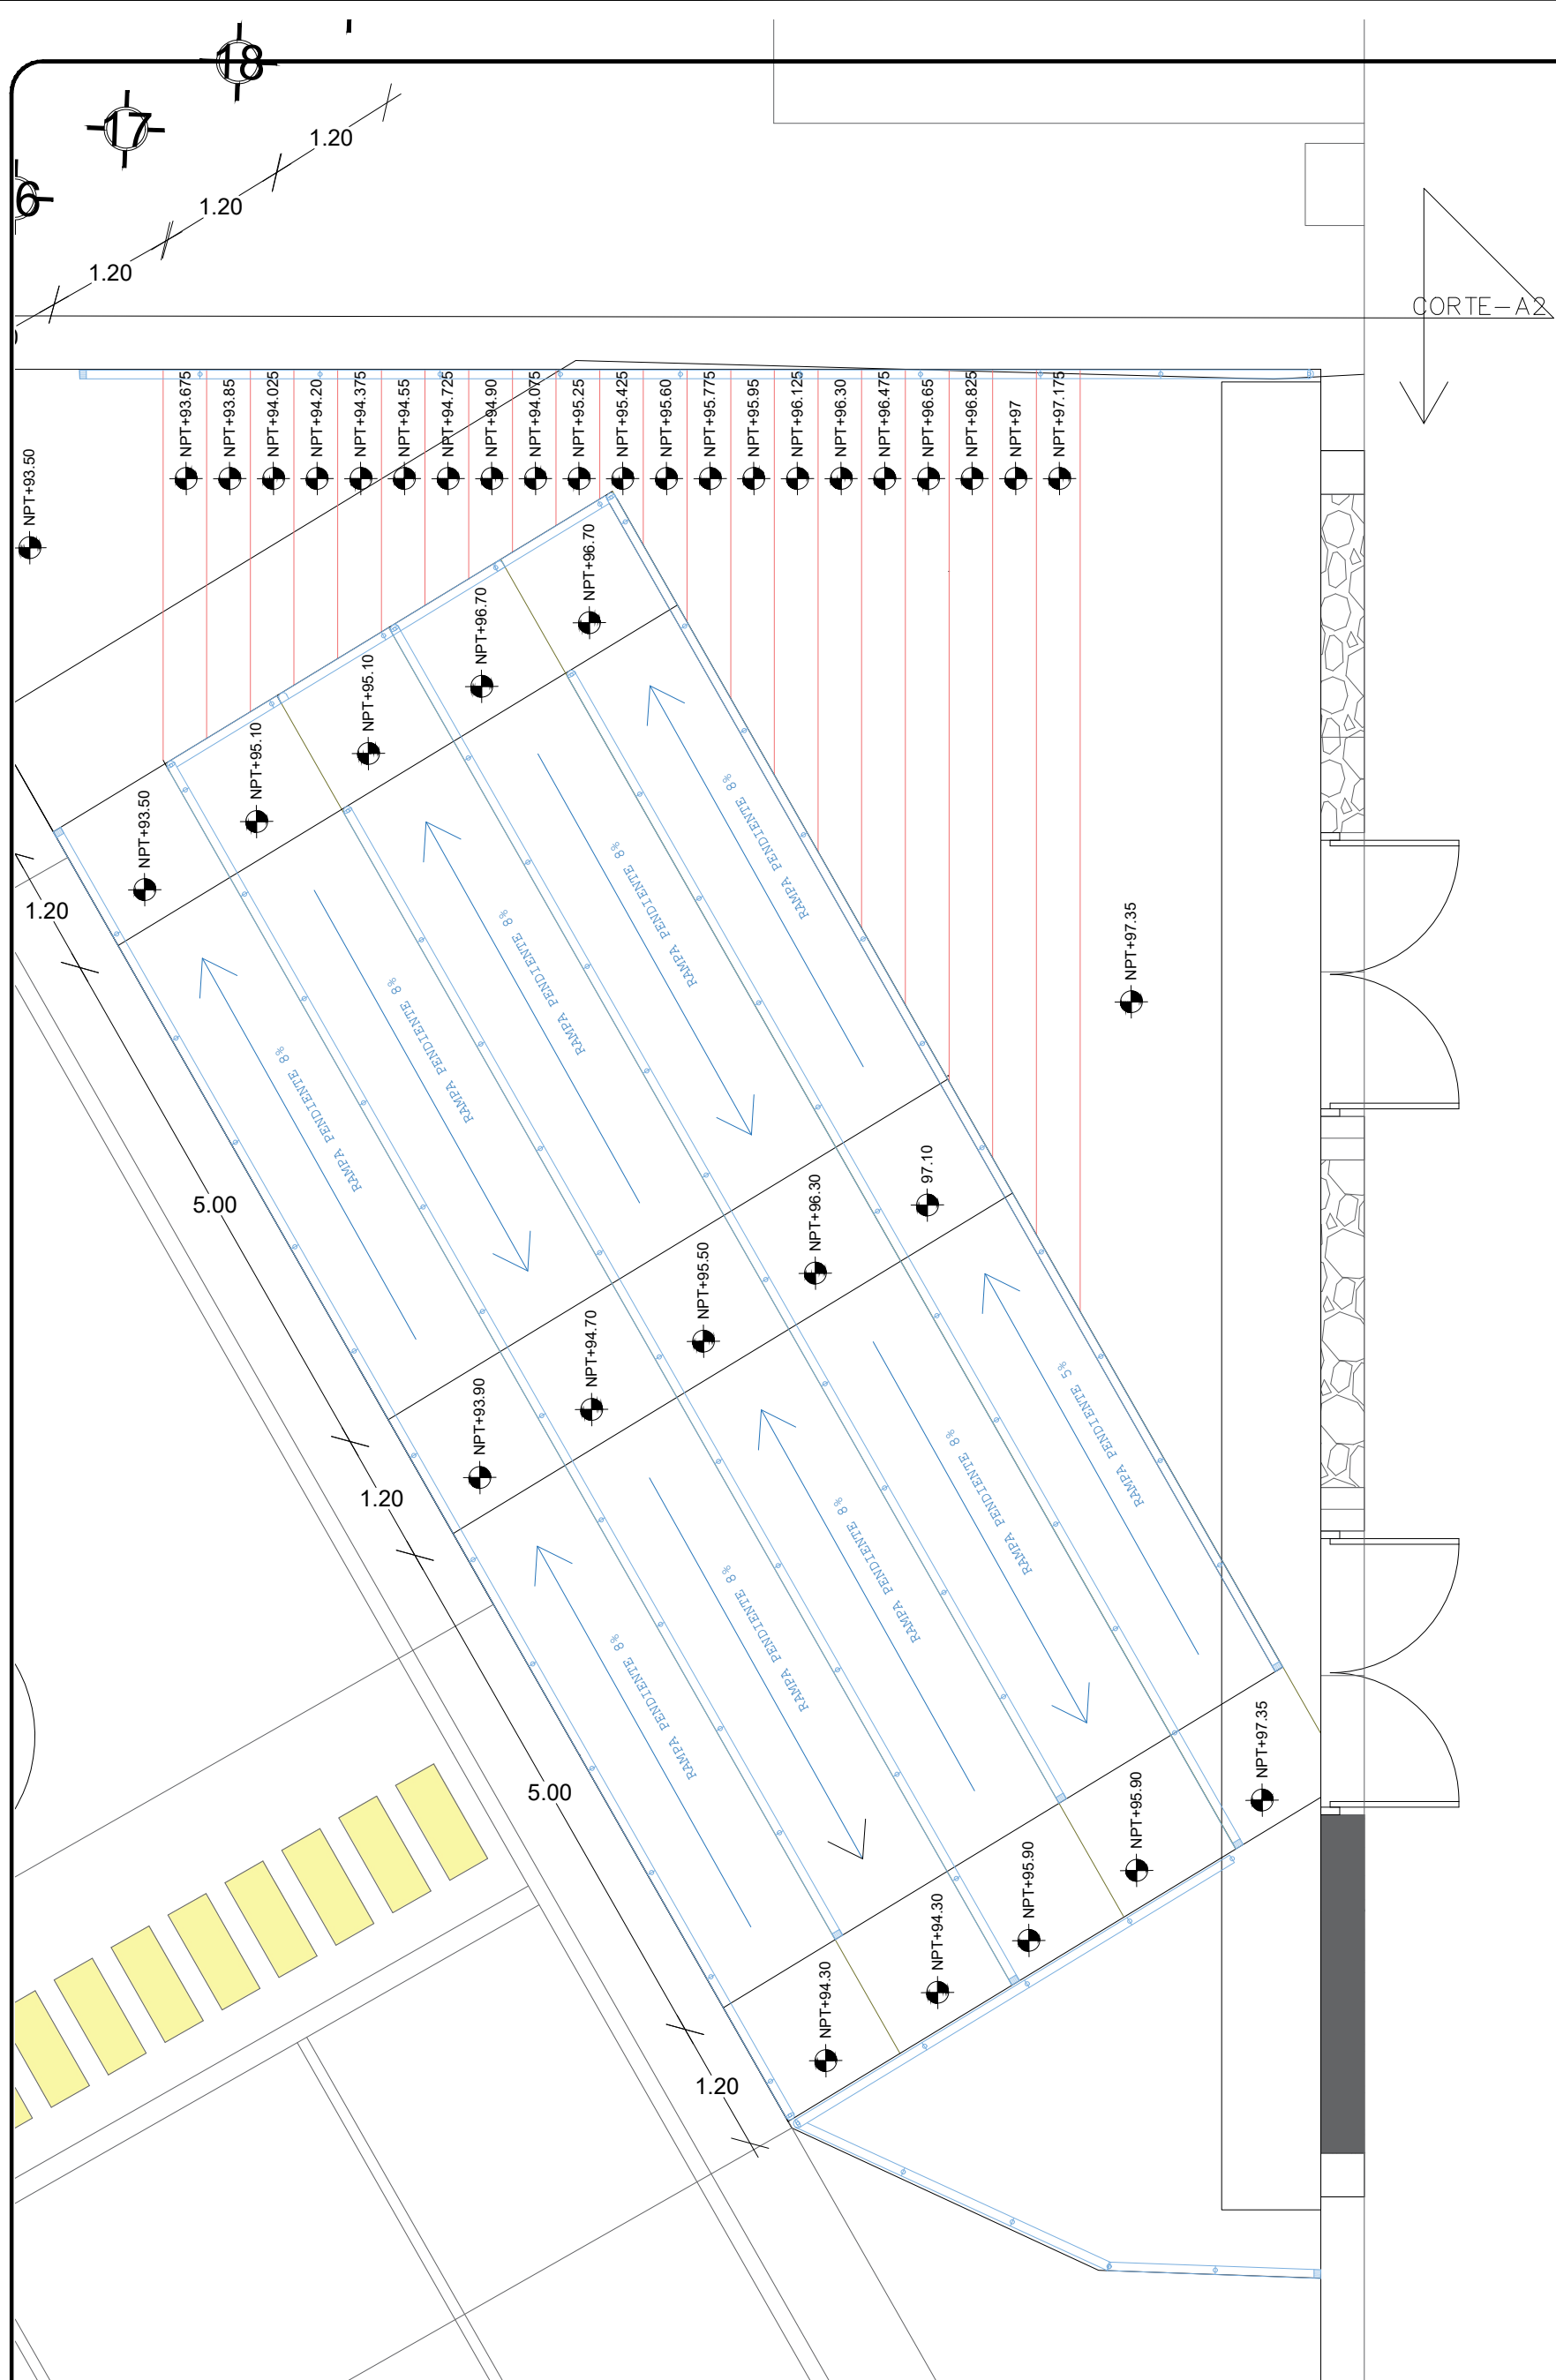 18
17
6
1.20
1.20
1.20
CORTE-A2
NPT+93.50
NPT+93.675
NPT+93.85
NPT+94.025
NPT+94.20
NPT+94.375
NPT+94.55
NPT+94.725
NPT+94.90
NPT+94.075
NPT+95.25
NPT+95.425
NPT+95.60
NPT+95.775
NPT+95.95
NPT+96.125
NPT+96.30
NPT+96.475
NPT+96.65
NPT+96.825
NPT+97
NPT+97.175
NPT+93.50
NPT+95.10
NPT+95.10
NPT+96.70
NPT+96.70
NPT+97.35
RAMPA PENDIENTE 8%
RAMPA PENDIENTE 8%
RAMPA PENDIENTE 8%
RAMPA PENDIENTE 8%
RAMPA PENDIENTE 8%
1.20
5.00
1.20
5.00
1.20
NPT+93.90
NPT+94.70
NPT+95.50
NPT+96.30
97.10
RAMPA PENDIENTE 8%
RAMPA PENDIENTE 8%
RAMPA PENDIENTE 8%
RAMPA PENDIENTE 8%
RAMPA PENDIENTE 5%
NPT+94.30
NPT+94.30
NPT+95.90
NPT+95.90
NPT+97.35